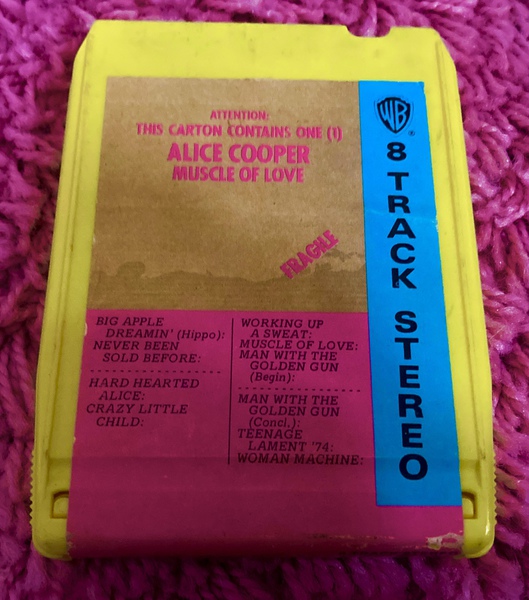 ATTENTION:
THIS CARTON CONTAINS ONE (1)
ALICE COOPER
MUSCLE OF LOVE
FRAGILE
WB
®
8 TRACK STEREO
BIG APPLE
DREAMIN' (Hippo):
NEVER BEEN
SOLD BEFORE:
HARD HEARTED
ALICE:
CRAZY LITTLE
CHILD:
WORKING UP
A SWEAT:
MUSCLE OF LOVE:
MAN WITH THE
GOLDEN GUN
(Begin):
MAN WITH THE
GOLDEN GUN
(Concl.):
TEENAGE
LAMENT '74:
WOMAN MACHINE: